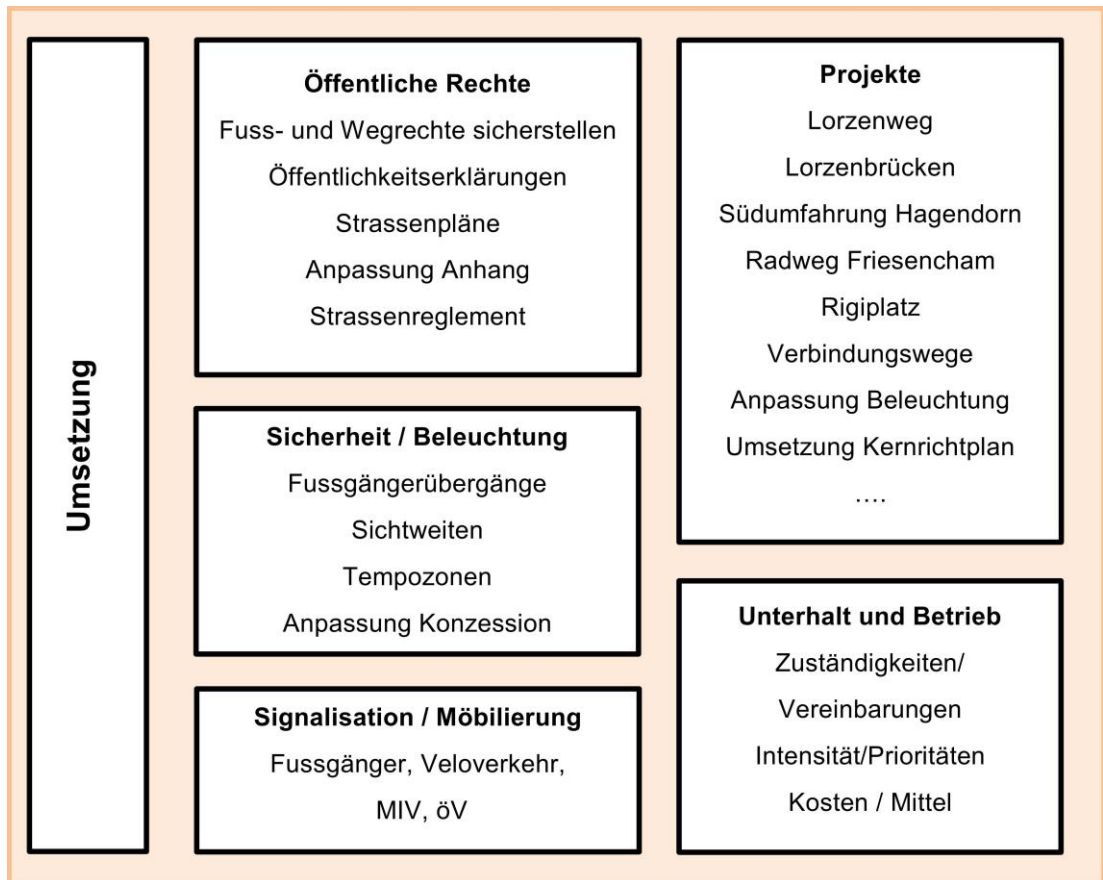 Umsetzung
Öffentliche Rechte
Fuss- und Wegrechte sicherstellen
Öffentlichkeitserklärungen
Strassenpläne
Anpassung Anhang
Strassenreglement
Sicherheit / Beleuchtung
Fussgängerübergänge
Sichtweiten
Tempozonen
Anpassung Konzession
Signalisation / Möbilierung
Fussgänger, Veloverkehr,
MIV, öV
Projekte
Lorzenweg
Lorzenbrücken
Südumfahrung Hagendorn
Radweg Friesencham
Rigiplatz
Verbindungswege
Anpassung Beleuchtung
Umsetzung Kernrichtplan
....
Unterhalt und Betrieb
Zuständigkeiten/
Vereinbarungen
Intensität/Prioritäten
Kosten / Mittel